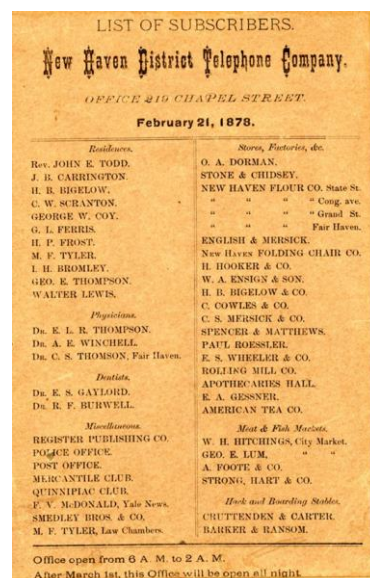 LIST OF SUBSCRIBERS.
New Haven District Telephone Company.
OFFICE 219 CHAPEL STREET.
February 21, 1878.
Residences.
Rev. JOHN E. TODD.
J. B. CARRINGTON.
H. B. BIGELOW.
C. W. SCRANTON.
GEORGE W. COY.
G. L. FERRIS.
H. P. FROST.
M. F. TYLER.
I. H. BROMLEY.
GEO. E. THOMPSON.
WALTER LEWIS.
Physicians.
Dr. E. L. R. THOMPSON.
Dr. A. E. WINCHELL.
Dr. C. S. THOMSON, Fair Haven.
Dentists.
Dr. E. S. GAYLORD.
Dr. R. F. BURWELL.
Miscellaneous.
REGISTER PUBLISHING CO.
POLICE OFFICE.
POST OFFICE.
MERCANTILE CLUB.
QUINNIPIAC CLUB.
F. V. McDONALD, Yale News.
SMEDLEY BROS. & CO.
M. F. TYLER, Law Chambers.
Stores, Factories, &c.
O. A. DORMAN.
STONE & CHIDSEY.
NEW HAVEN FLOUR CO. State St.
" " " " Cong. ave.
" " " " Grand St.
" " " Fair Haven.
ENGLISH & MERSICK.
New Haven FOLDING CHAIR CO.
H. HOOKER & CO.
W. A. ENSIGN & SON.
H. B. BIGELOW & CO.
C. COWLES & CO.
C. S. MERSICK & CO.
SPENCER & MATTHEWS.
PAUL ROESSLER.
E. S. WHEELER & CO.
ROLLING MILL CO.
APOTHECARIES HALL.
E. A. GESSNER.
AMERICAN TEA CO.
Meat & Fish Markets.
W. H. HITCHINGS, City Market.
GEO. E. LUM, " "
A. FOOTE & CO.
STRONG, HART & CO.
Hack and Boarding Stables.
CRUTTENDEN & CARTER.
BARKER & RANSOM.
Office open from 6 A. M. to 2 A. M.
After March 1st, this Office will be open all night.